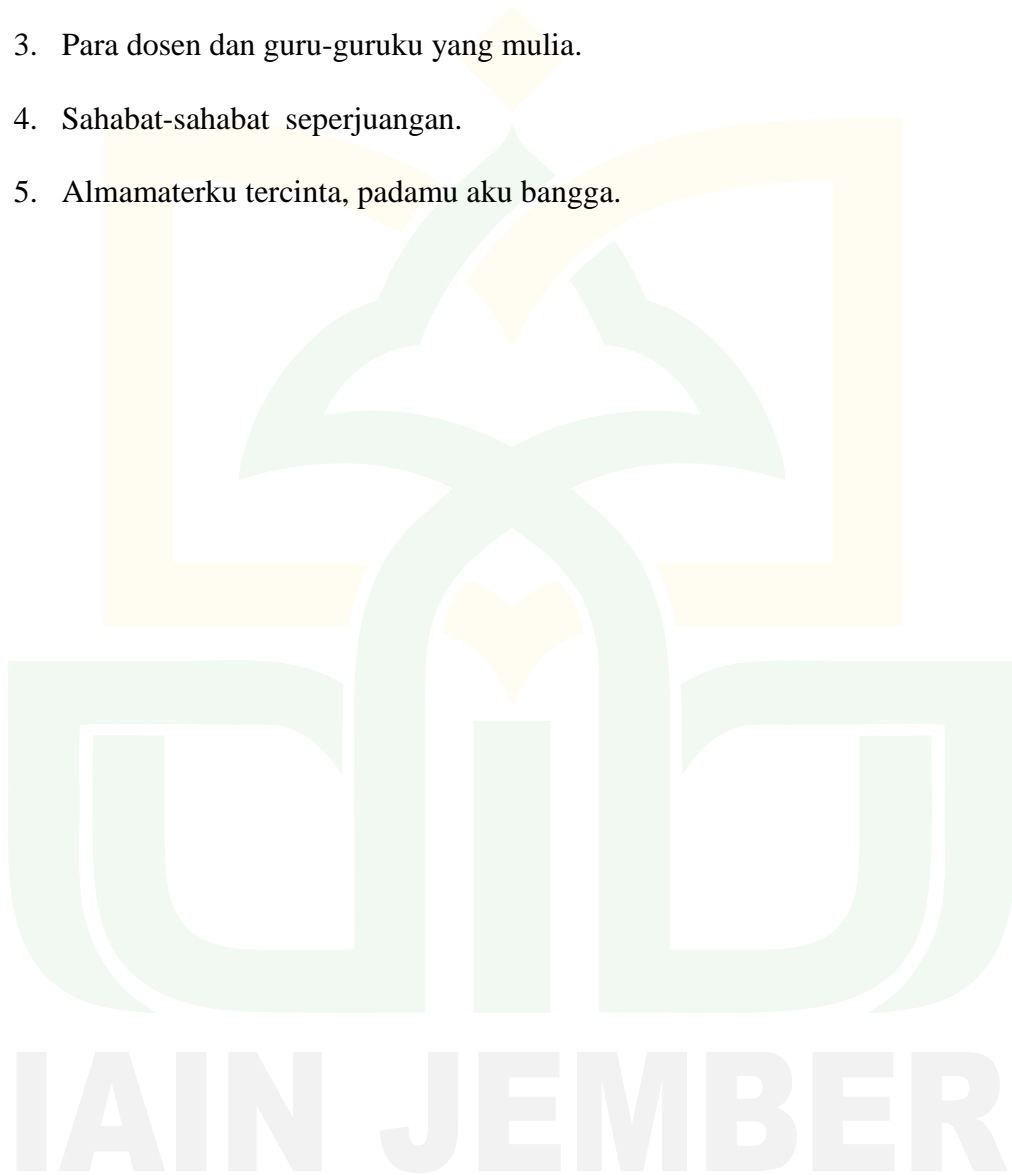 3. Para dosen dan guru-guruku yang mulia.
4. Sahabat-sahabat seperjuangan.
5. Almamaterku tercinta, padamu aku bangga.
IAIN JEMBER